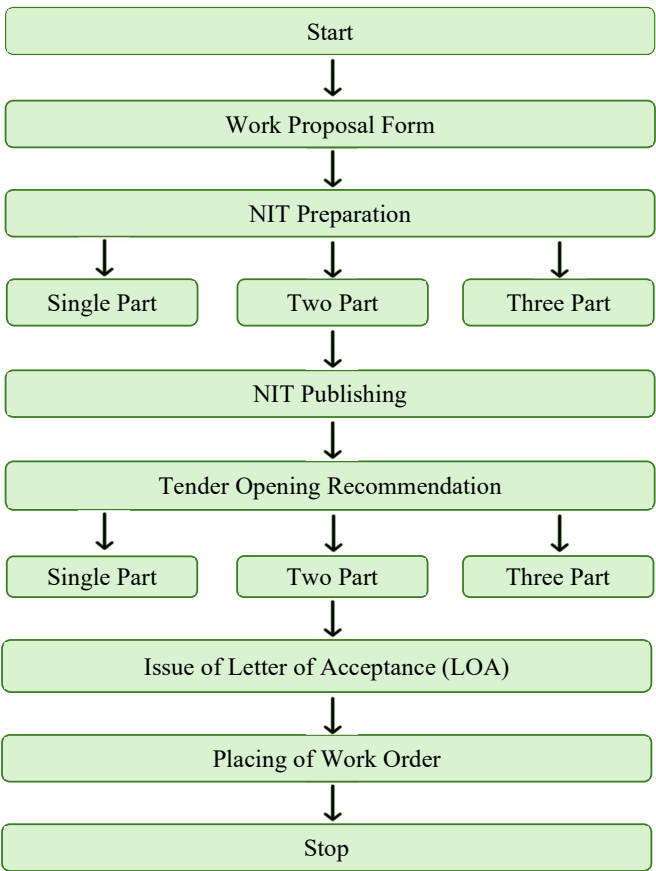 Start
Work Proposal Form
NIT Preparation
Single Part
Two Part
Three Part
NIT Publishing
Tender Opening Recommendation
Single Part
Two Part
Three Part
Issue of Letter of Acceptance (LOA)
Placing of Work Order
Stop